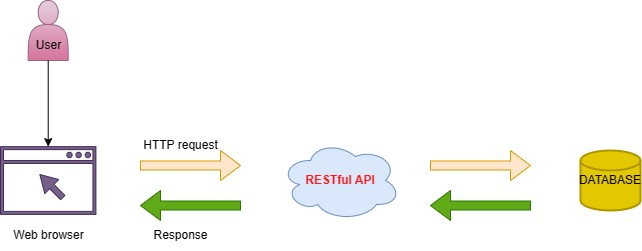 User
HTTP request
RESTful API
DATABASE
Web browser
Response